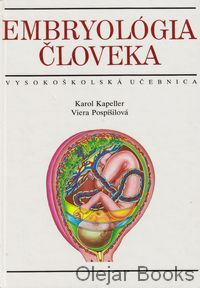 EMBRYOLÓGIA
ČLOVEKA
VYSOKOŠKOLSKÁ UČEBNICA
Karol Kapeller
Viera Pospíšilová
Olejar Books